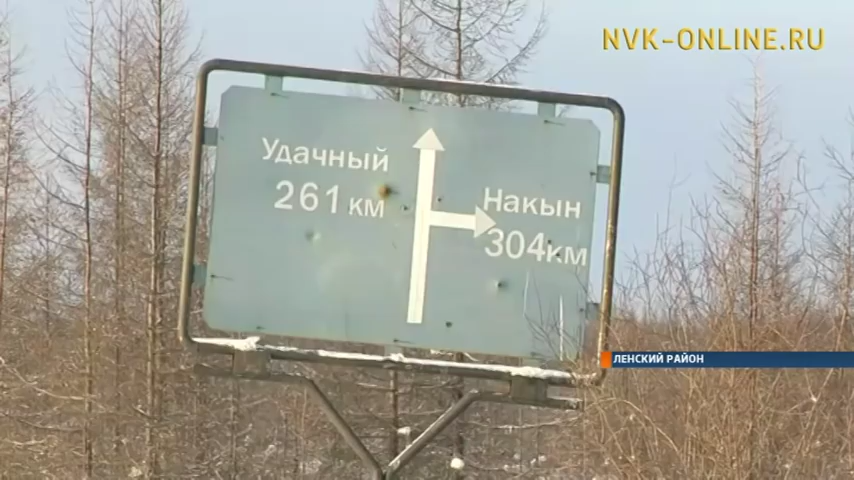 NVK-ONLINE.RU
Удачный
261 км
Накын
304км
ЛЕНСКИЙ РАЙОН